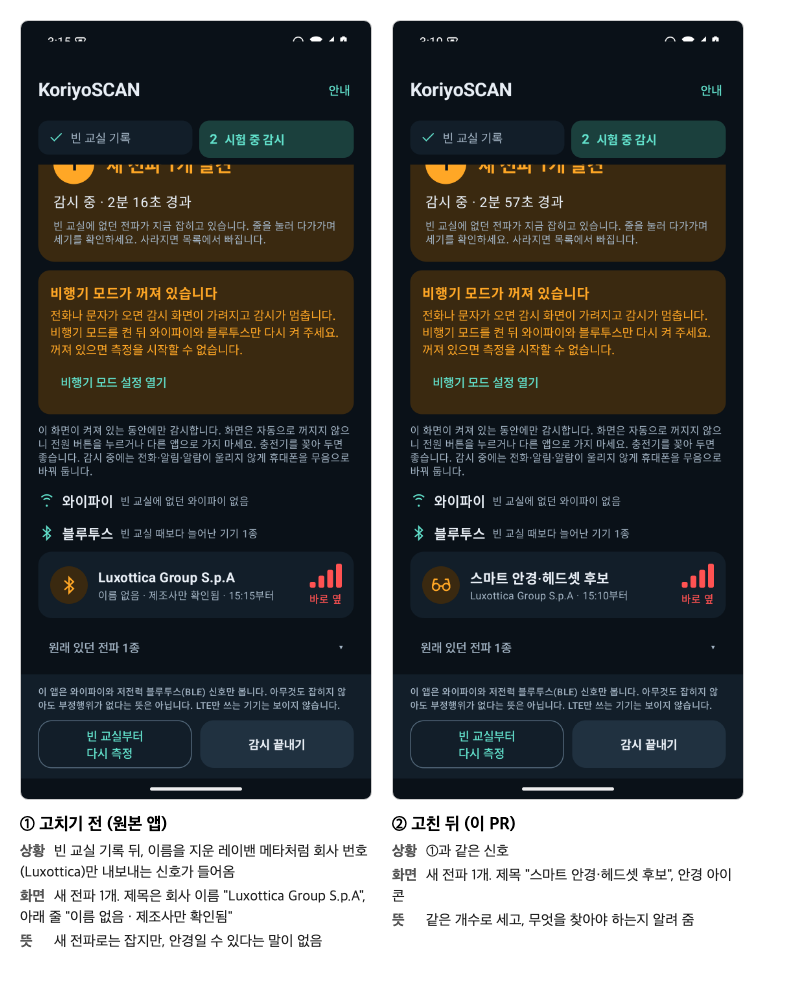 KoriyoSCAN
안내
빈 교실 기록
2 시험 중 감시
새 전파 1개 발견
감시 중 · 2분 16초 경과
빈 교실에 없던 전파가 지금 잡히고 있습니다. 줄을 눌러 다가가며
세기를 확인하세요. 사라지면 목록에서 빠집니다.
비행기 모드가 꺼져 있습니다
전화나 문자가 오면 감시 화면이 가려지고 감시가 멈춥니다.
비행기 모드를 켠 뒤 와이파이와 블루투스만 다시 켜 주세요.
꺼져 있으면 측정을 시작할 수 없습니다.
비행기 모드 설정 열기
이 화면이 켜져 있는 동안에만 감시합니다. 화면은 자동으로 꺼지지 않으
니 전원 버튼을 누르거나 다른 앱으로 가지 마세요. 충전기를 꽂아 두면
좋습니다. 감시 중에는 전화·알림·알람이 울리지 않게 휴대폰을 무음으로
바꿔 둡니다.
와이파이 빈 교실에 없던 와이파이 없음
블루투스 빈 교실 때보다 늘어난 기기 1종
Luxottica Group S.p.A
이름 없음 · 제조사만 확인됨 · 15:15부터
바로 옆
원래 있던 전파 1종
이 앱은 와이파이와 저전력 블루투스(BLE) 신호만 봅니다. 아무것도 잡히지 않
아도 부정행위가 없다는 뜻은 아닙니다. LTE만 쓰는 기기는 보이지 않습니다.
빈 교실부터
다시 측정
감시 끝내기
① 고치기 전 (원본 앱)
상황 빈 교실 기록 뒤, 이름을 지운 레이밴 메타처럼 회사 번호
(Luxottica)만 내보내는 신호가 들어옴
화면 새 전파 1개. 제목은 회사 이름 "Luxottica Group S.p.A",
아래 줄 "이름 없음 · 제조사만 확인됨"
뜻 새 전파로는 잡지만, 안경일 수 있다는 말이 없음
KoriyoSCAN
안내
빈 교실 기록
2 시험 중 감시
새 전파 1개 발견
감시 중 · 2분 57초 경과
빈 교실에 없던 전파가 지금 잡히고 있습니다. 줄을 눌러 다가가며
세기를 확인하세요. 사라지면 목록에서 빠집니다.
비행기 모드가 꺼져 있습니다
전화나 문자가 오면 감시 화면이 가려지고 감시가 멈춥니다.
비행기 모드를 켠 뒤 와이파이와 블루투스만 다시 켜 주세요.
꺼져 있으면 측정을 시작할 수 없습니다.
비행기 모드 설정 열기
이 화면이 켜져 있는 동안에만 감시합니다. 화면은 자동으로 꺼지지 않으
니 전원 버튼을 누르거나 다른 앱으로 가지 마세요. 충전기를 꽂아 두면
좋습니다. 감시 중에는 전화·알림·알람이 울리지 않게 휴대폰을 무음으로
바꿔 둡니다.
와이파이 빈 교실에 없던 와이파이 없음
블루투스 빈 교실 때보다 늘어난 기기 1종
스마트 안경·헤드셋 후보
Luxottica Group S.p.A · 15:10부터
바로 옆
원래 있던 전파 1종
이 앱은 와이파이와 저전력 블루투스(BLE) 신호만 봅니다. 아무것도 잡히지 않
아도 부정행위가 없다는 뜻은 아닙니다. LTE만 쓰는 기기는 보이지 않습니다.
빈 교실부터
다시 측정
감시 끝내기
② 고친 뒤 (이 PR)
상황 ①과 같은 신호
화면 새 전파 1개. 제목 "스마트 안경·헤드셋 후보", 안경 아이
콘
뜻 같은 개수로 세고, 무엇을 찾아야 하는지 알려 줌